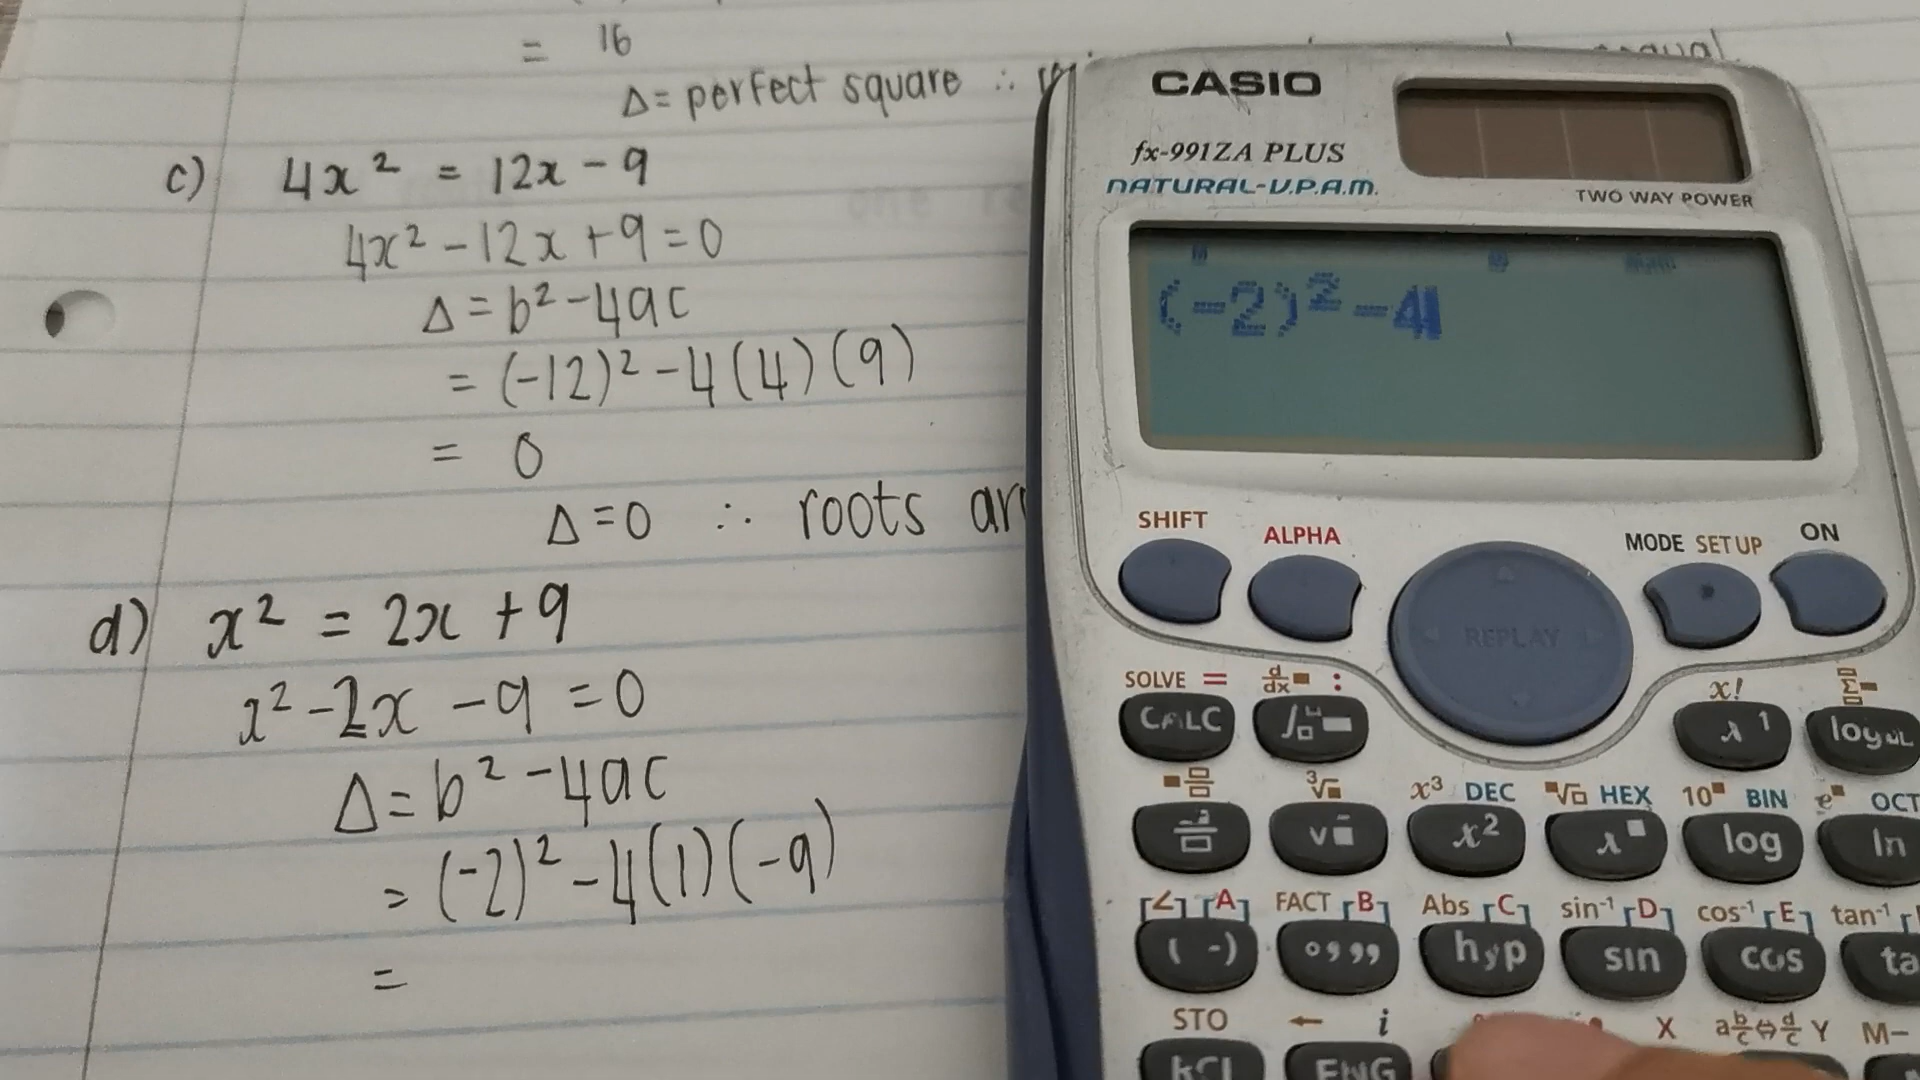 = 16
Δ= perfect square ∴
c) 4x² = 12x - 9
4x² - 12x + 9 = 0
Δ = b² - 4ac
= (-12)² - 4(4)(9)
= 0
Δ = 0 ∴ roots ar
d) x² = 2x + 9
x² - 2x - 9 = 0
Δ = b² - 4ac
= (-2)² - 4(1)(-9)
=
CASIO
fx-991ZA PLUS
NATURAL-V.P.A.M.
TWO WAY POWER
(-2)²-4
SHIFT ALPHA MODE SETUP ON
REPLAY
SOLVE = d/dx :
x! Σ
CALC ∫ x⁻¹ log
³√ x³ DEC √ HEX 10 BIN e OCT
√ x² x log ln
∠ A FACT B Abs C sin⁻¹ D cos⁻¹ E tan⁻¹
(-) °,,, hyp sin cos ta
STO ← i X a b/c ⇔ d/c Y M-
RCL ENG